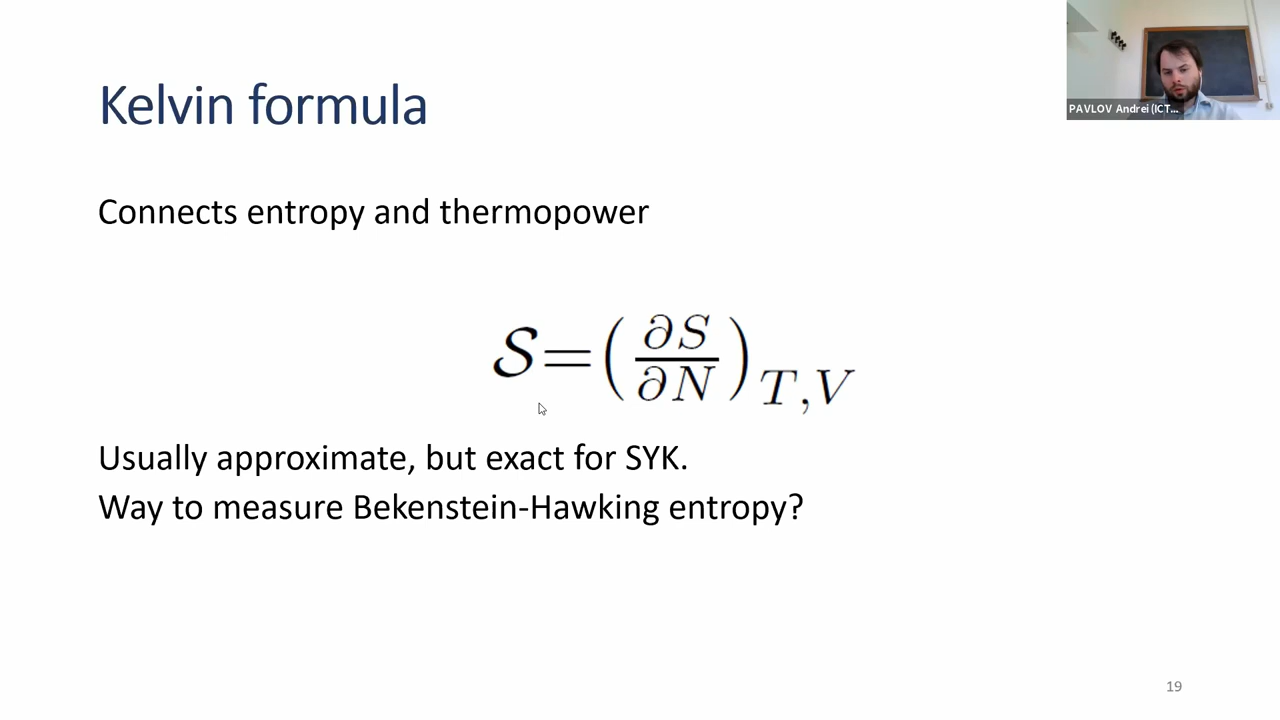 Kelvin formula
PAVLOV Andrei (ICT...
Connects entropy and thermopower
𝒮=(∂S/∂N)_T,V
Usually approximate, but exact for SYK.
Way to measure Bekenstein-Hawking entropy?
19